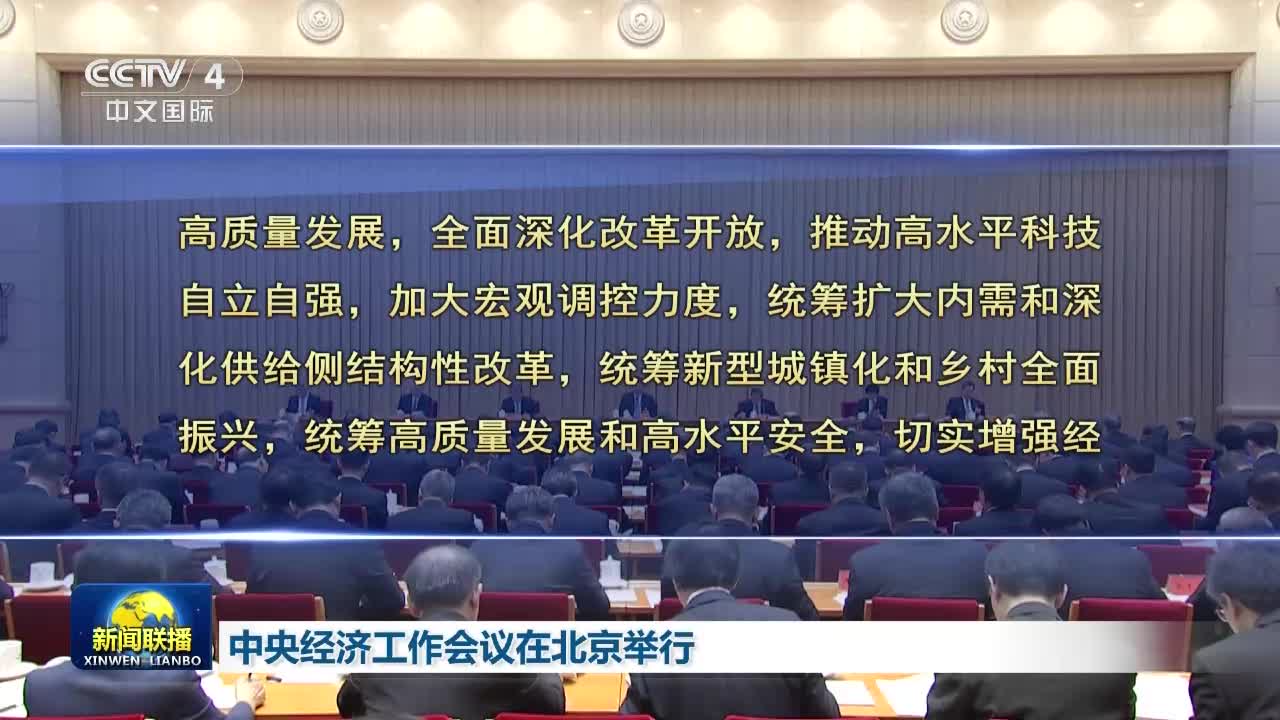 CCTV 4
中文国际
高质量发展，全面深化改革开放，推动高水平科技
自立自强，加大宏观调控力度，统筹扩大内需和深
化供给侧结构性改革，统筹新型城镇化和乡村全面
振兴，统筹高质量发展和高水平安全，切实增强经
新闻联播
XINWEN LIANBO
中央经济工作会议在北京举行